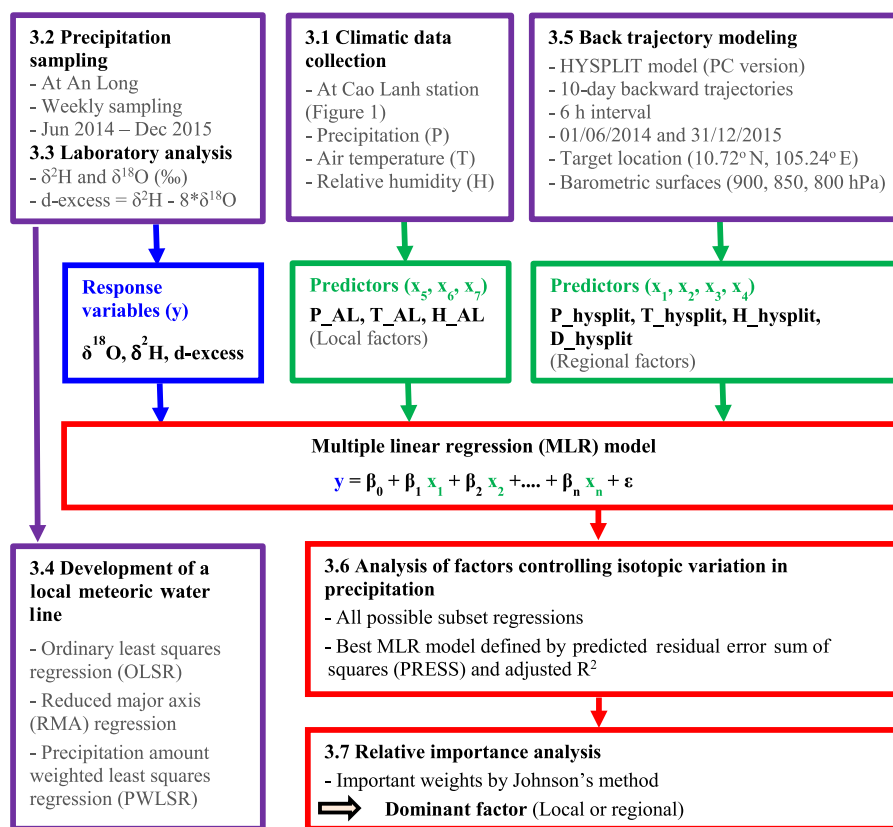 3.2 Precipitation
sampling
- At An Long
- Weekly sampling
- Jun 2014 – Dec 2015
3.3 Laboratory analysis
- δ²H and δ¹⁸O (‰)
- d-excess = δ²H - 8*δ¹⁸O
3.1 Climatic data
collection
- At Cao Lanh station
(Figure 1)
- Precipitation (P)
- Air temperature (T)
- Relative humidity (H)
3.5 Back trajectory modeling
- HYSPLIT model (PC version)
- 10-day backward trajectories
- 6 h interval
- 01/06/2014 and 31/12/2015
- Target location (10.72° N, 105.24° E)
- Barometric surfaces (900, 850, 800 hPa)
Response
variables (y)
δ¹⁸O, δ²H, d-excess
Predictors (x₅, x₆, x₇)
P_AL, T_AL, H_AL
(Local factors)
Predictors (x₁, x₂, x₃, x₄)
P_hysplit, T_hysplit, H_hysplit,
D_hysplit
(Regional factors)
Multiple linear regression (MLR) model
y = β₀ + β₁ x₁ + β₂ x₂ +.... + βₙ xₙ + ε
3.4 Development of a
local meteoric water
line
- Ordinary least squares
regression (OLSR)
- Reduced major axis
(RMA) regression
- Precipitation amount
weighted least squares
regression (PWLSR)
3.6 Analysis of factors controlling isotopic variation in
precipitation
- All possible subset regressions
- Best MLR model defined by predicted residual error sum of
squares (PRESS) and adjusted R²
3.7 Relative importance analysis
- Important weights by Johnson's method
Dominant factor (Local or regional)